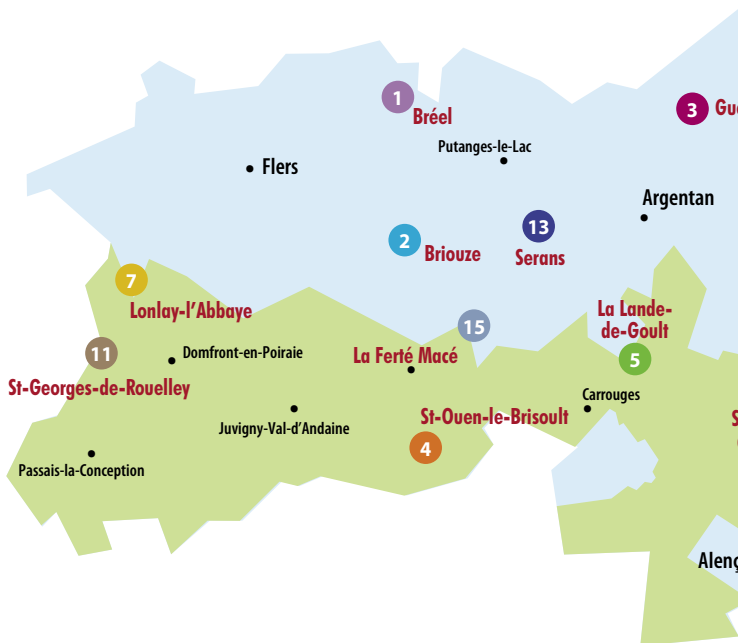 1
Bréel
3
Gu
Putanges-le-Lac
Flers
Argentan
2
Briouze
13
Serans
7
Lonlay-l'Abbaye
15
La Lande-
de-Goult
5
11
St-Georges-de-Rouelley
Domfront-en-Poiraie
La Ferté Macé
Carrouges
Juvigny-Val-d'Andaine
St-Ouen-le-Brisoult
4
Passais-la-Conception
S
Alenç